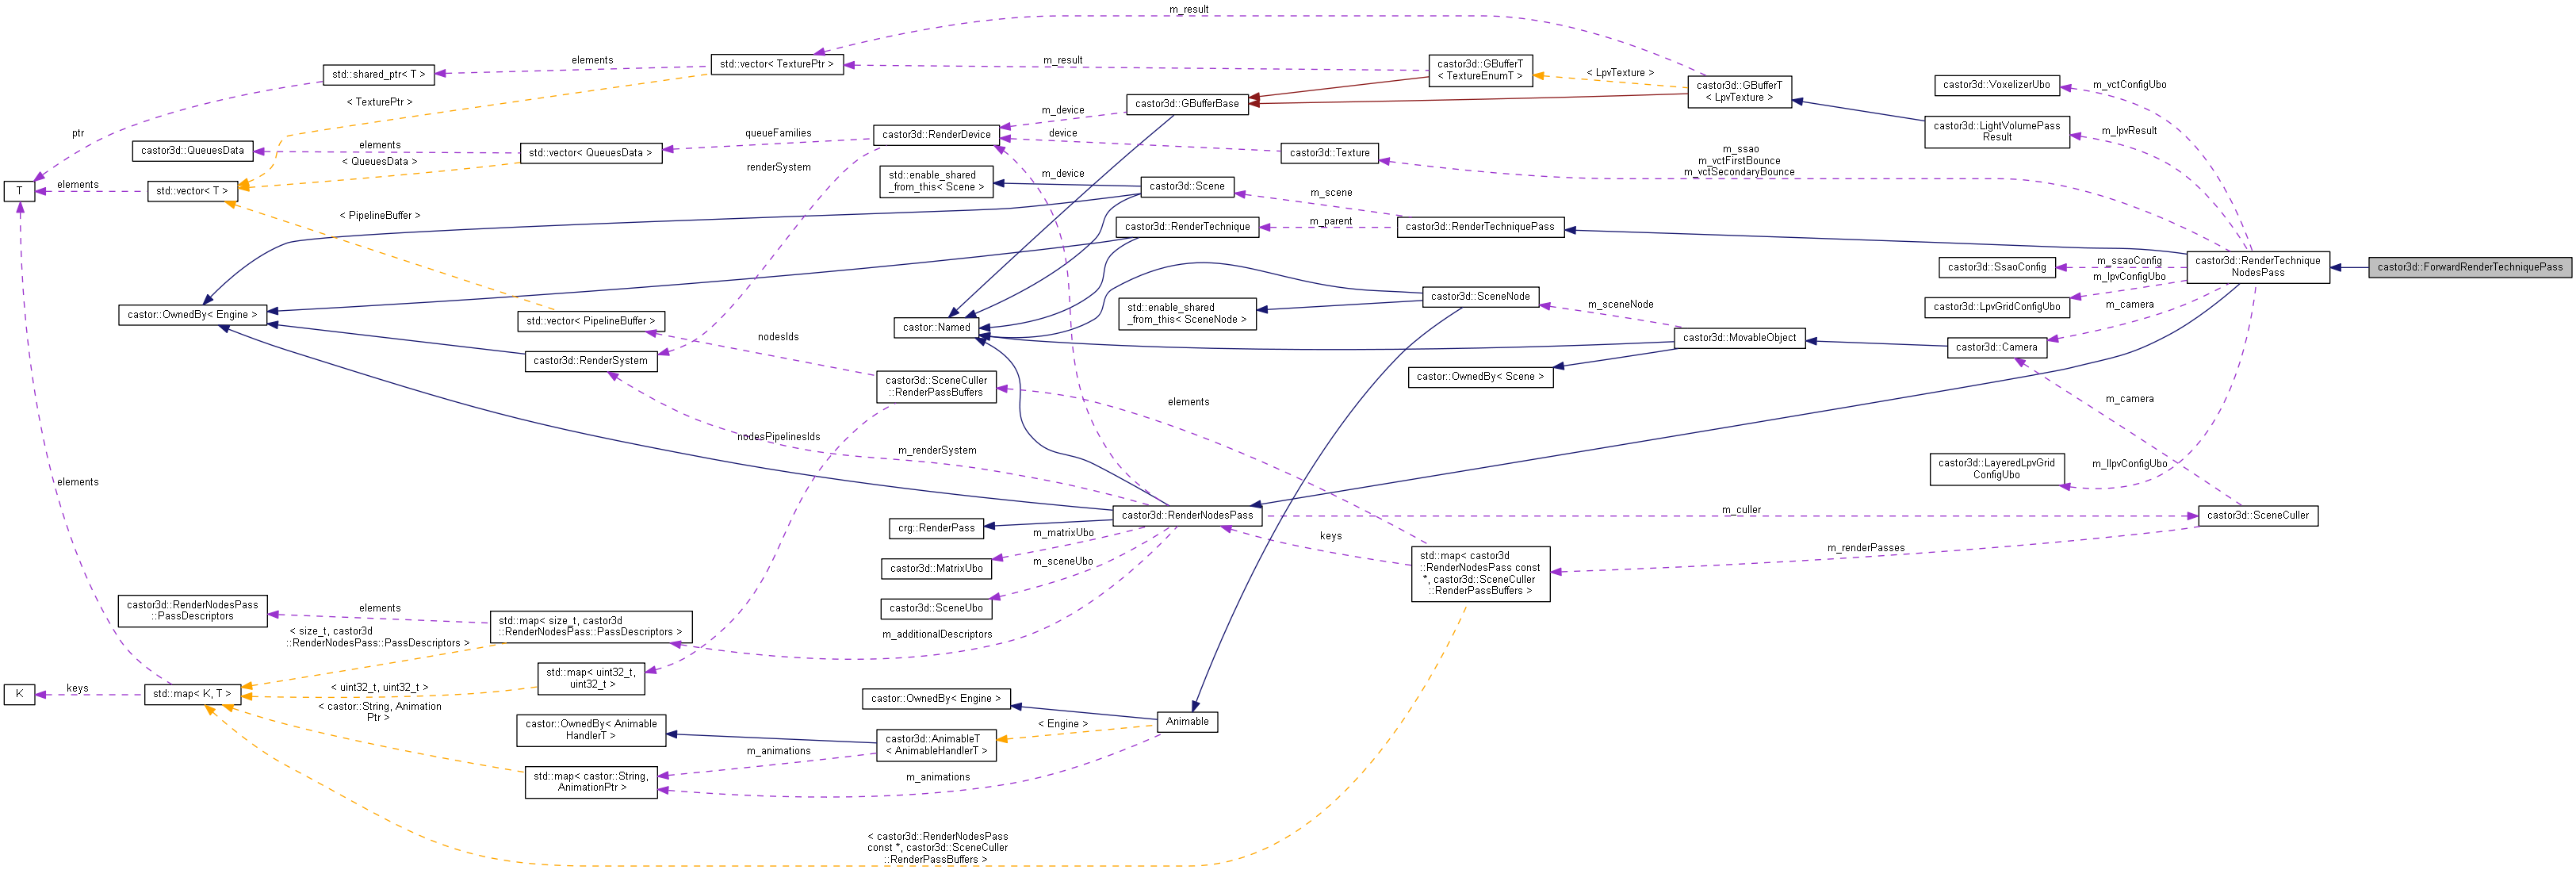 m_result
std::vector< TexturePtr >
elements
std::shared_ptr< T >
m_result
castor3d::GBufferT
< TextureEnumT >
< LpvTexture >
castor3d::GBufferT
< LpvTexture >
castor3d::VoxelizerUbo
m_vctConfigUbo
< TexturePtr >
castor3d::GBufferBase
m_device
ptr
castor3d::RenderDevice
queueFamilies
device
castor3d::LightVolumePass
Result
m_lpvResult
castor3d::QueuesData
elements
std::vector< QueuesData >
< QueuesData >
castor3d::Texture
m_ssao
m_vctFirstBounce
m_vctSecondaryBounce
renderSystem
std::enable_shared
_from_this< Scene >
m_device
castor3d::Scene
m_scene
T
elements
std::vector< T >
< PipelineBuffer >
castor3d::RenderTechnique
m_parent
castor3d::RenderTechniquePass
castor3d::RenderTechnique
NodesPass
castor3d::ForwardRenderTechniquePass
castor3d::SsaoConfig
m_ssaoConfig
m_lpvConfigUbo
castor3d::LpvGridConfigUbo
m_camera
castor::OwnedBy< Engine >
std::vector< PipelineBuffer >
castor::Named
std::enable_shared
_from_this< SceneNode >
castor3d::SceneNode
m_sceneNode
castor3d::MovableObject
castor3d::Camera
nodesIds
castor3d::RenderSystem
castor3d::SceneCuller
::RenderPassBuffers
castor::OwnedBy< Scene >
elements
m_camera
nodesPipelinesIds
m_renderSystem
castor3d::LayeredLpvGrid
ConfigUbo
m_llpvConfigUbo
elements
castor3d::RenderNodesPass
m_culler
castor3d::SceneCuller
crg::RenderPass
m_matrixUbo
keys
m_renderPasses
castor3d::MatrixUbo
m_sceneUbo
std::map< castor3d
::RenderNodesPass const
*, castor3d::SceneCuller
::RenderPassBuffers >
castor3d::SceneUbo
castor3d::RenderNodesPass
::PassDescriptors
elements
std::map< size_t, castor3d
::RenderNodesPass::PassDescriptors >
m_additionalDescriptors
< size_t, castor3d
::RenderNodesPass::PassDescriptors >
std::map< uint32_t,
uint32_t >
K
keys
std::map< K, T >
< uint32_t, uint32_t >
< castor::String, Animation
Ptr >
castor::OwnedBy< Engine >
castor::OwnedBy< Animable
HandlerT >
castor3d::AnimableT
< AnimableHandlerT >
< Engine >
Animable
m_animations
m_animations
std::map< castor::String,
AnimationPtr >
< castor3d::RenderNodesPass
const *, castor3d::SceneCuller
::RenderPassBuffers >